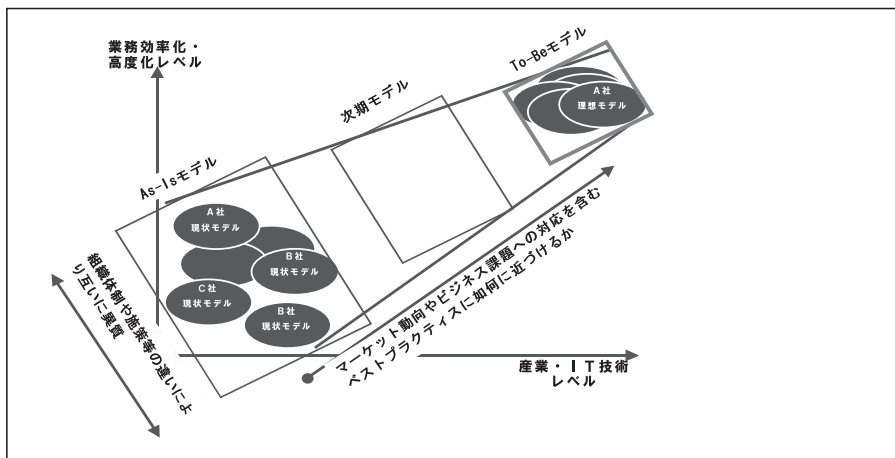 業務効率化・
高度化レベル
To-Beモデル
次期モデル
As-Isモデル
A社
理想モデル
A社
現状モデル
B社
現状モデル
C社
現状モデル
B社
現状モデル
組織体制や施策等の違いによ
り互いに異質
マーケット動向やビジネス課題への対応を含む
ベストプラクティスに如何に近づけるか
産業・IT技術
レベル